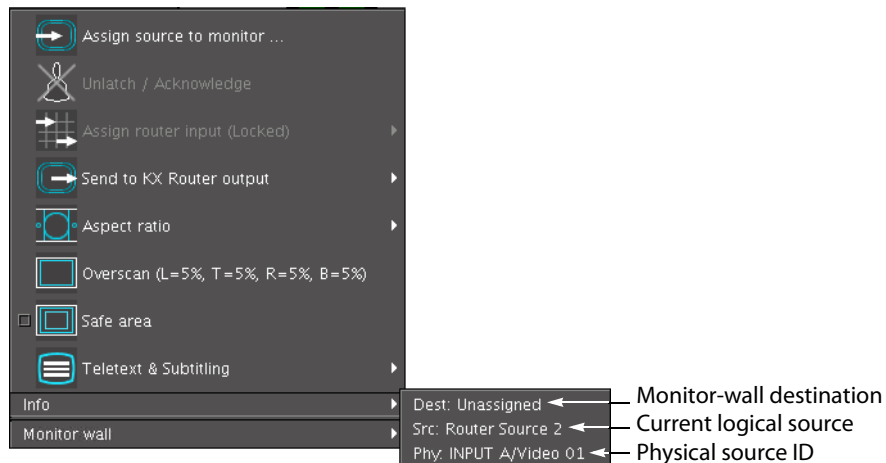 Assign source to monitor ...
Unlatch / Acknowledge
Assign router input (Locked)
Send to KX Router output
Aspect ratio
Overscan (L=5%, T=5%, R=5%, B=5%)
Safe area
Teletext & Subtitling
Info
Monitor wall
Dest: Unassigned
Src: Router Source 2
Phy: INPUT A/Video 01
Monitor-wall destination
Current logical source
Physical source ID